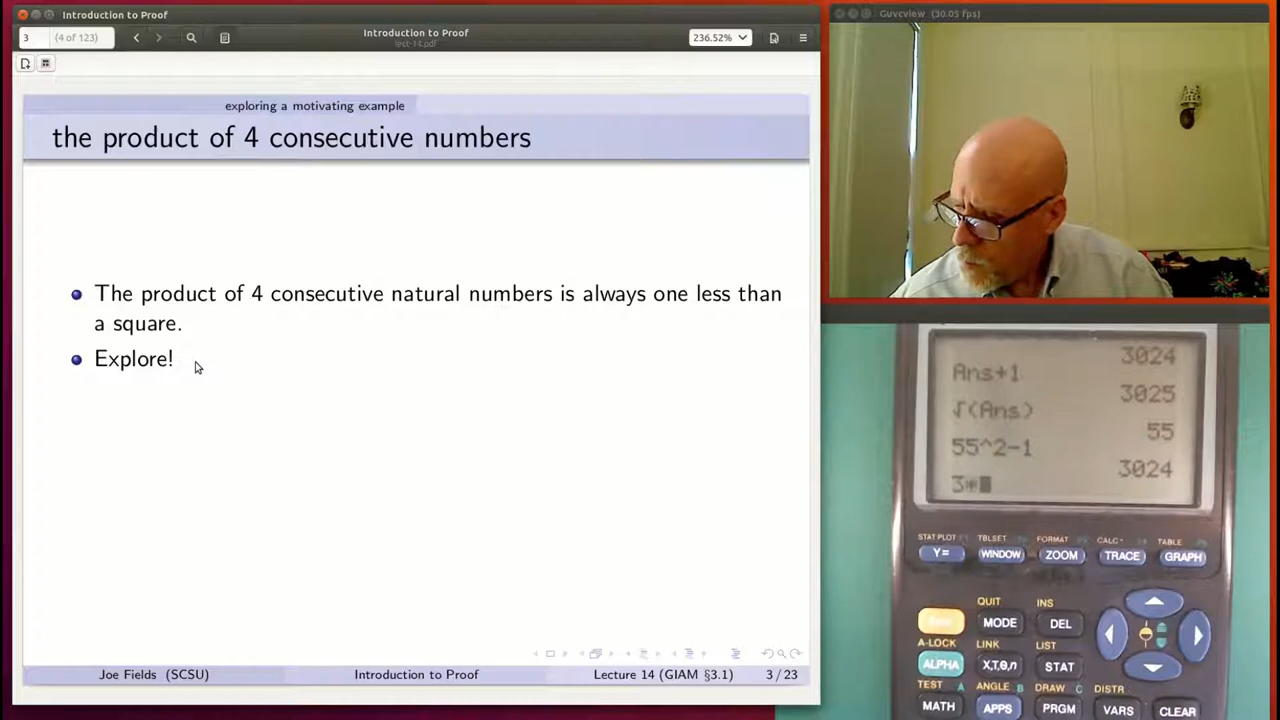 Introduction to Proof
3 (4 of 123)
Introduction to Proof
lect-14.pdf
236.52%
exploring a motivating example
the product of 4 consecutive numbers
The product of 4 consecutive natural numbers is always one less than
a square.
Explore!
Joe Fields (SCSU) Introduction to Proof Lecture 14 (GIAM §3.1) 3 / 23
Guvcview (30.05 fps)
3024
Ans+1
3025
√(Ans)
55
55^2-1
3024
3*
STAT PLOT TBLSET FORMAT CALC TABLE
Y= WINDOW ZOOM TRACE GRAPH
QUIT INS
MODE DEL
A-LOCK LINK LIST
ALPHA X,T,θ,n STAT
TEST A ANGLE B DRAW C DISTR
MATH APPS PRGM VARS CLEAR